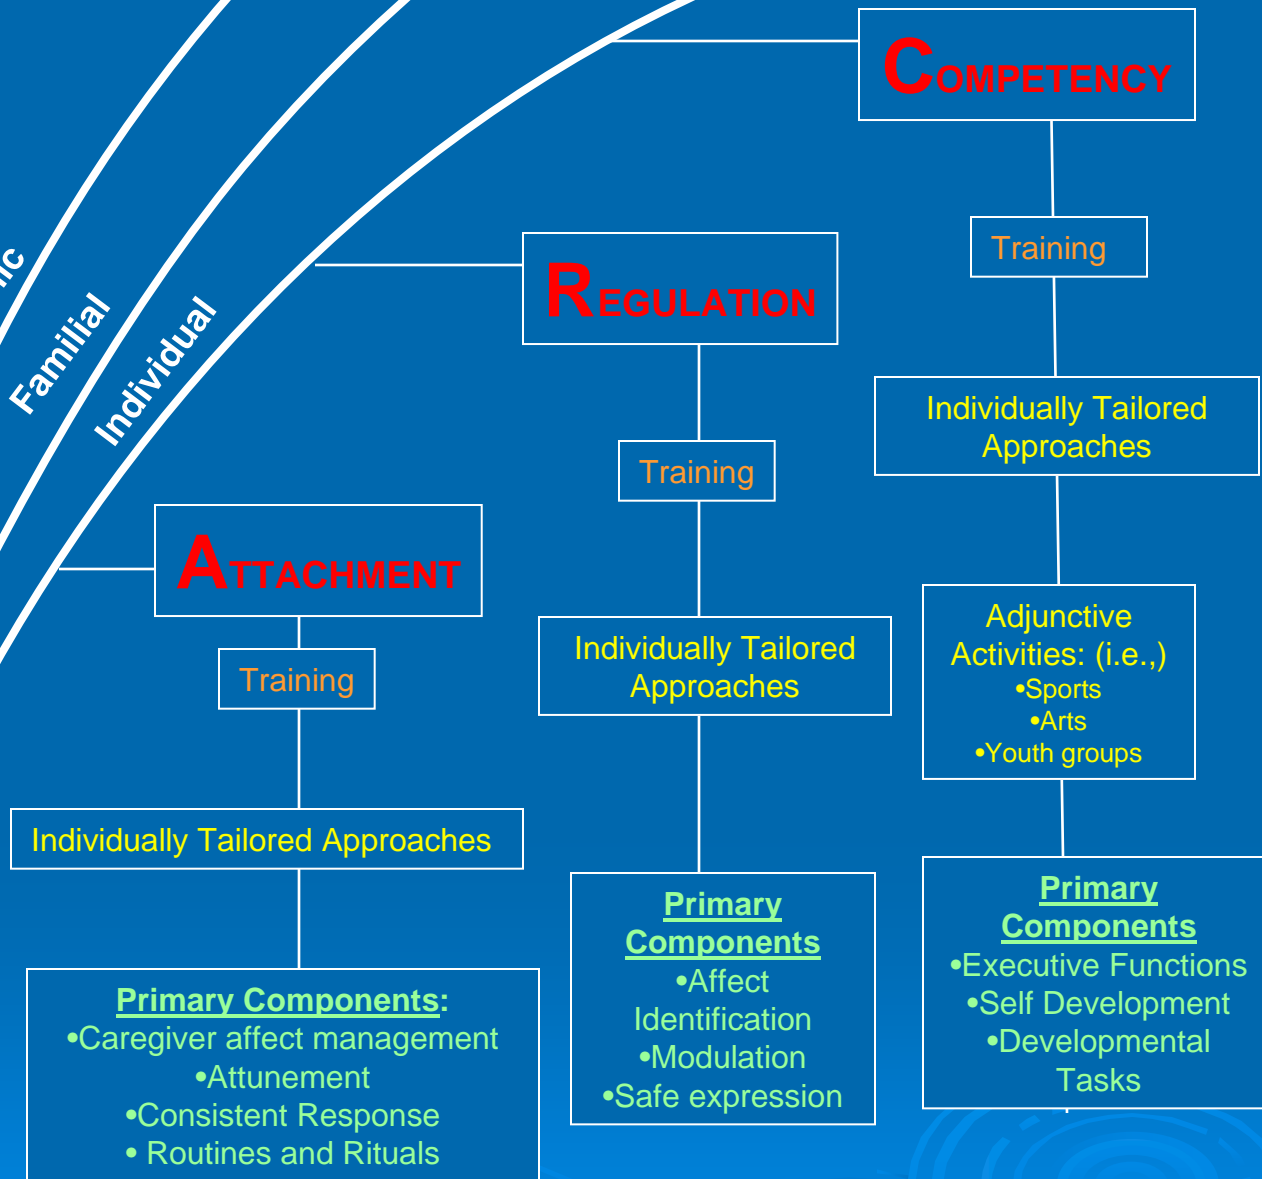 COMPETENCY
Training
Individually Tailored
Approaches
Adjunctive
Activities: (i.e.,)
•Sports
•Arts
•Youth groups
Primary
Components
•Executive Functions
•Self Development
•Developmental
Tasks
REGULATION
Training
Individually Tailored
Approaches
Primary
Components
•Affect
Identification
•Modulation
•Safe expression
Familial
Individual
ATTACHMENT
Training
Individually Tailored Approaches
Primary Components:
•Caregiver affect management
•Attunement
•Consistent Response
• Routines and Rituals